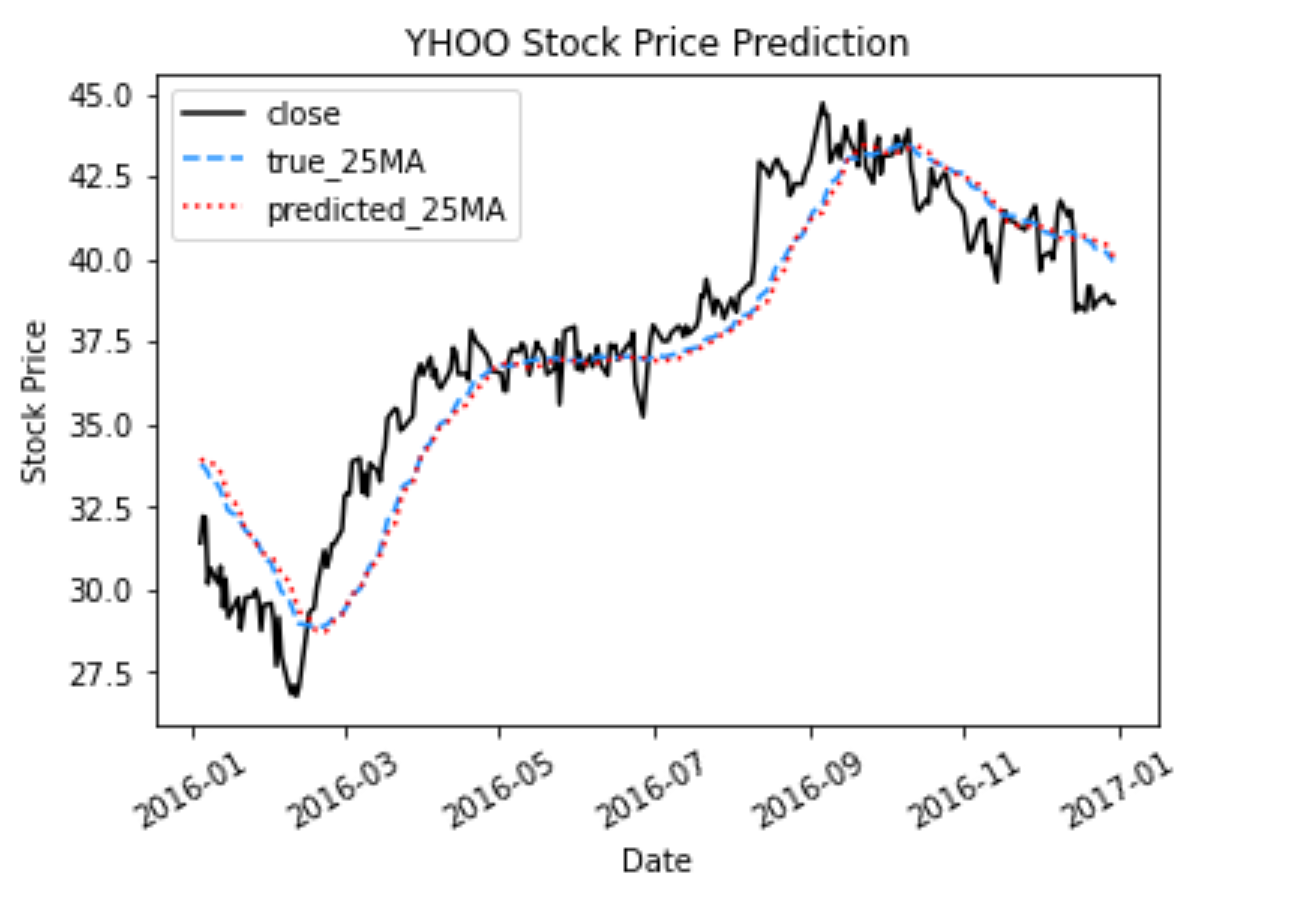 YHOO Stock Price Prediction
close
true_25MA
predicted_25MA
45.0
42.5
40.0
37.5
35.0
32.5
30.0
27.5
Stock Price
2016-01
2016-03
2016-05
2016-07
2016-09
2016-11
2017-01
Date